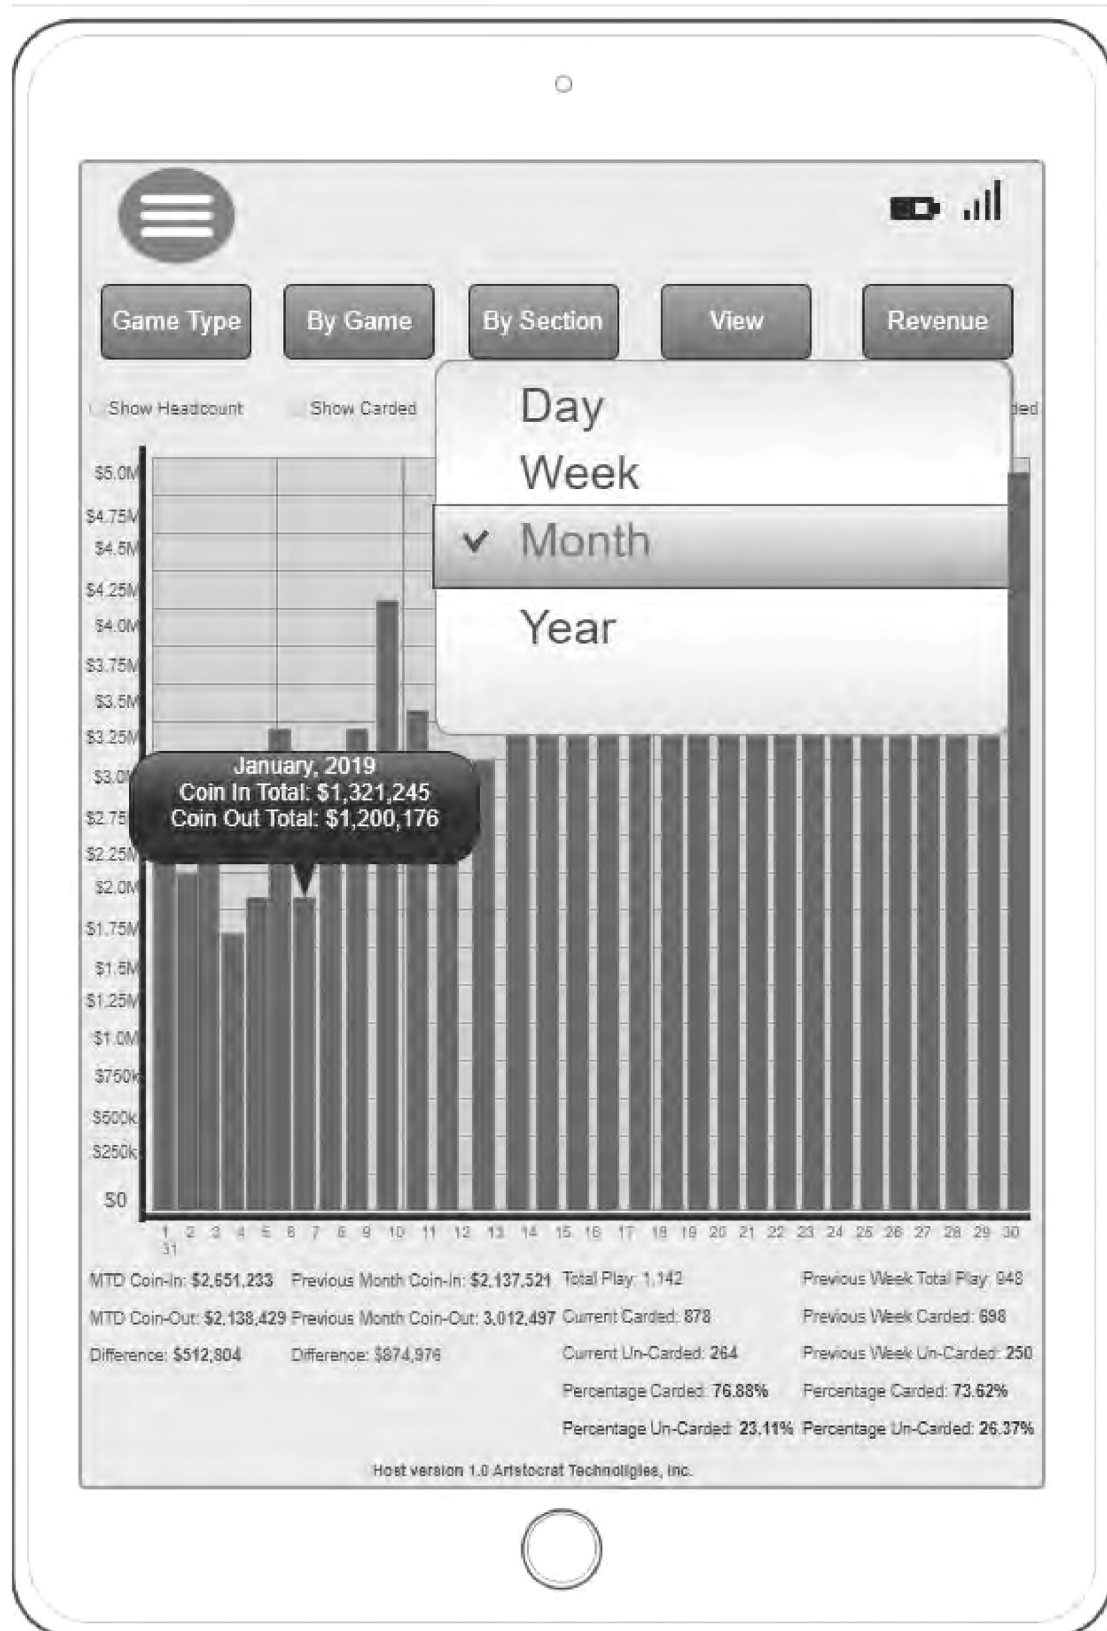 Game Type By Game By Section View Revenue
Show Headcount Show Carded
Day
Week
Month
Year
$5.0M
$4.75M
$4.5M
$4.25M
$4.0M
$3.75M
$3.5M
$3.25M
$3.0
$2.75
$2.25M
$2.0M
$1.75M
$1.5M
$1.25M
$1.0M
$750k
$500k
$250k
$0
January, 2019
Coin In Total: $1,321,245
Coin Out Total: $1,200,176
1 2 3 4 5 6 7 8 9 10 11 12 13 14 15 16 17 18 19 20 21 22 23 24 25 26 27 28 29 30
31
MTD Coin-In: $2,651,233 Previous Month Coin-In: $2,137,521 Total Play: 1,142 Previous Week Total Play: 948
MTD Coin-Out: $2,138,429 Previous Month Coin-Out: 3,012,497 Current Carded: 878 Previous Week Carded: 698
Difference: $512,804 Difference: $874,976 Current Un-Carded: 264 Previous Week Un-Carded: 250
Percentage Carded: 76.88% Percentage Carded: 73.62%
Percentage Un-Carded: 23.11% Percentage Un-Carded: 26.37%
Host version 1.0 Aristocrat Technoligies, Inc.